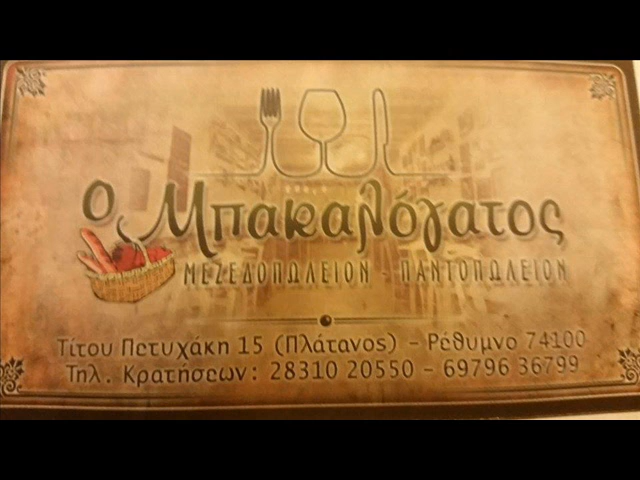 Ο Μπακαλόγατος
ΜΕΖΕΔΟΠΩΛΕΙΟΝ - ΠΑΝΤΟΠΩΛΕΙΟΝ
Τίτου Πετυχάκη 15 (Πλάτανος) - Ρέθυμνο 74100
Τηλ. Κρατήσεων: 28310 20550 - 69796 36799